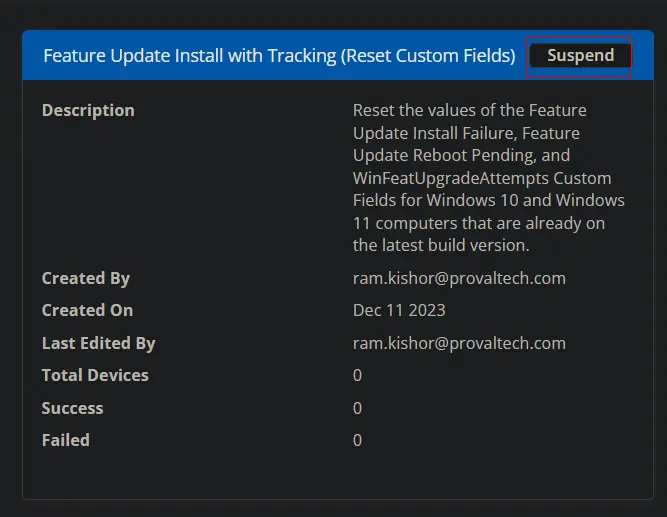 Feature Update Install with Tracking (Reset Custom Fields) Suspend
Description
Reset the values of the Feature
Update Install Failure, Feature
Update Reboot Pending, and
WinFeatUpgradeAttempts Custom
Fields for Windows 10 and Windows
11 computers that are already on
the latest build version.
Created By ram.kishor@provaltech.com
Created On Dec 11 2023
Last Edited By ram.kishor@provaltech.com
Total Devices 0
Success 0
Failed 0